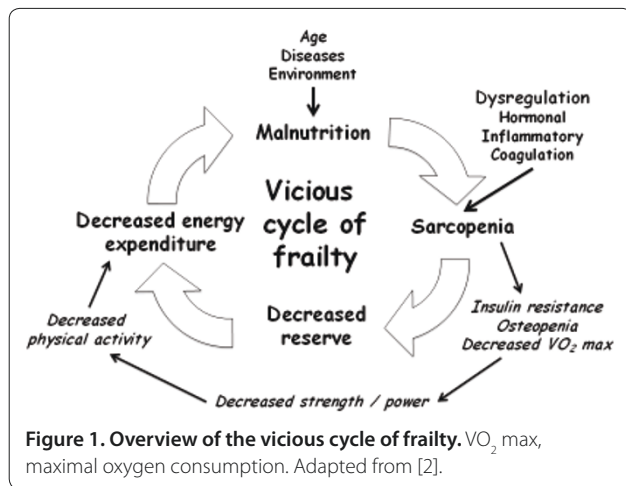 Age
Diseases
Environment
Malnutrition
Dysregulation
Hormonal
Inflammatory
Coagulation
Vicious
cycle of
frailty
Sarcopenia
Decreased energy
expenditure
Decreased
reserve
Insulin resistance
Osteopenia
Decreased VO₂ max
Decreased
physical activity
Decreased strength / power
Figure 1. Overview of the vicious cycle of frailty. VO₂ max,
maximal oxygen consumption. Adapted from [2].